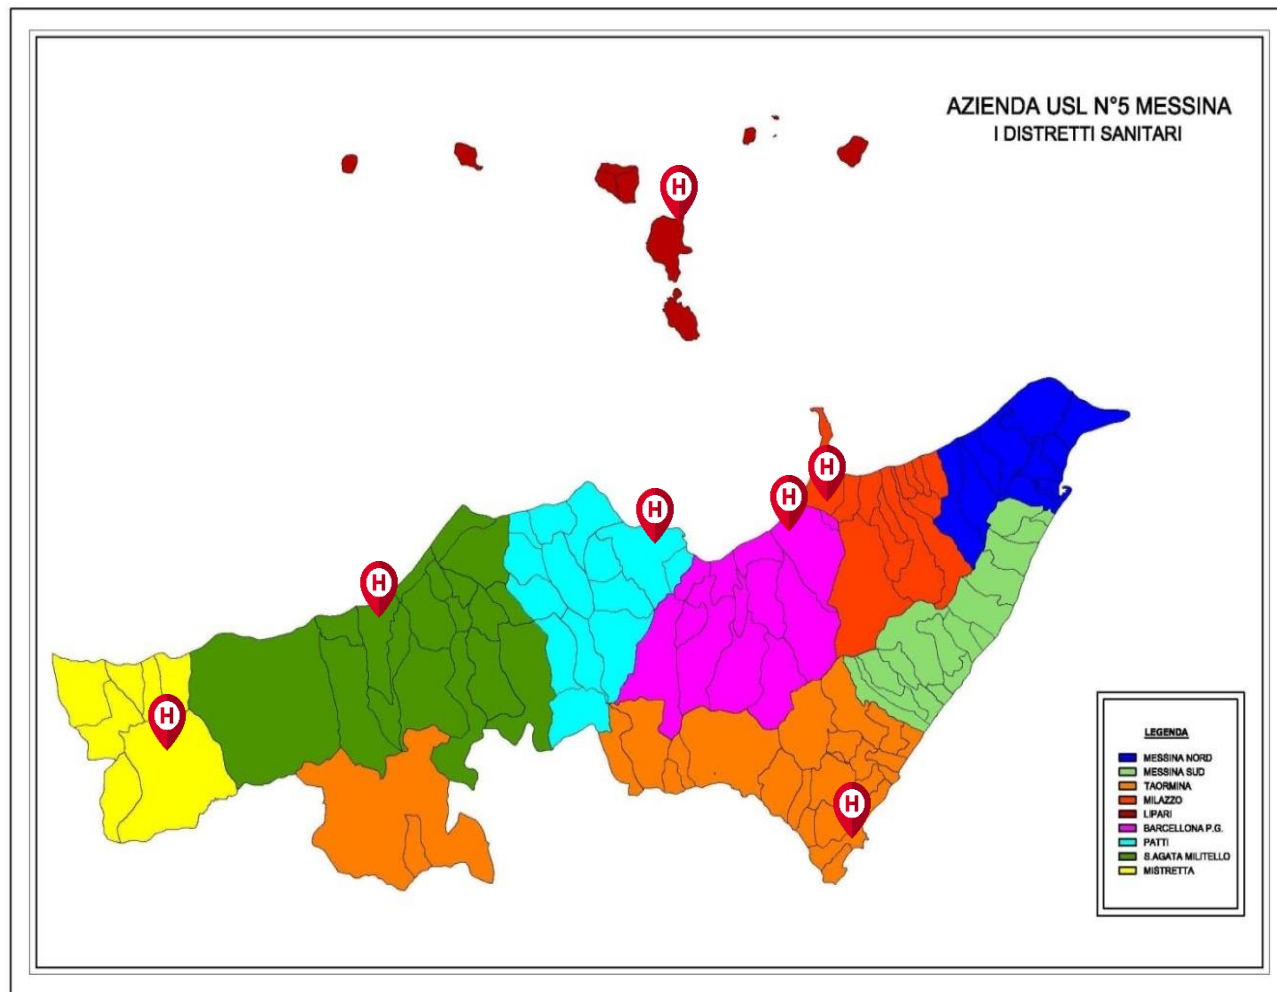 AZIENDA USL N°5 MESSINA
I DISTRETTI SANITARI
H
H
H
H
H
H
H
LEGENDA
MESSINA NORD
MESSINA SUD
TAORMINA
MILAZZO
LIPARI
BARCELLONA P.G.
PATTI
S.AGATA MILITELLO
MISTRETTA